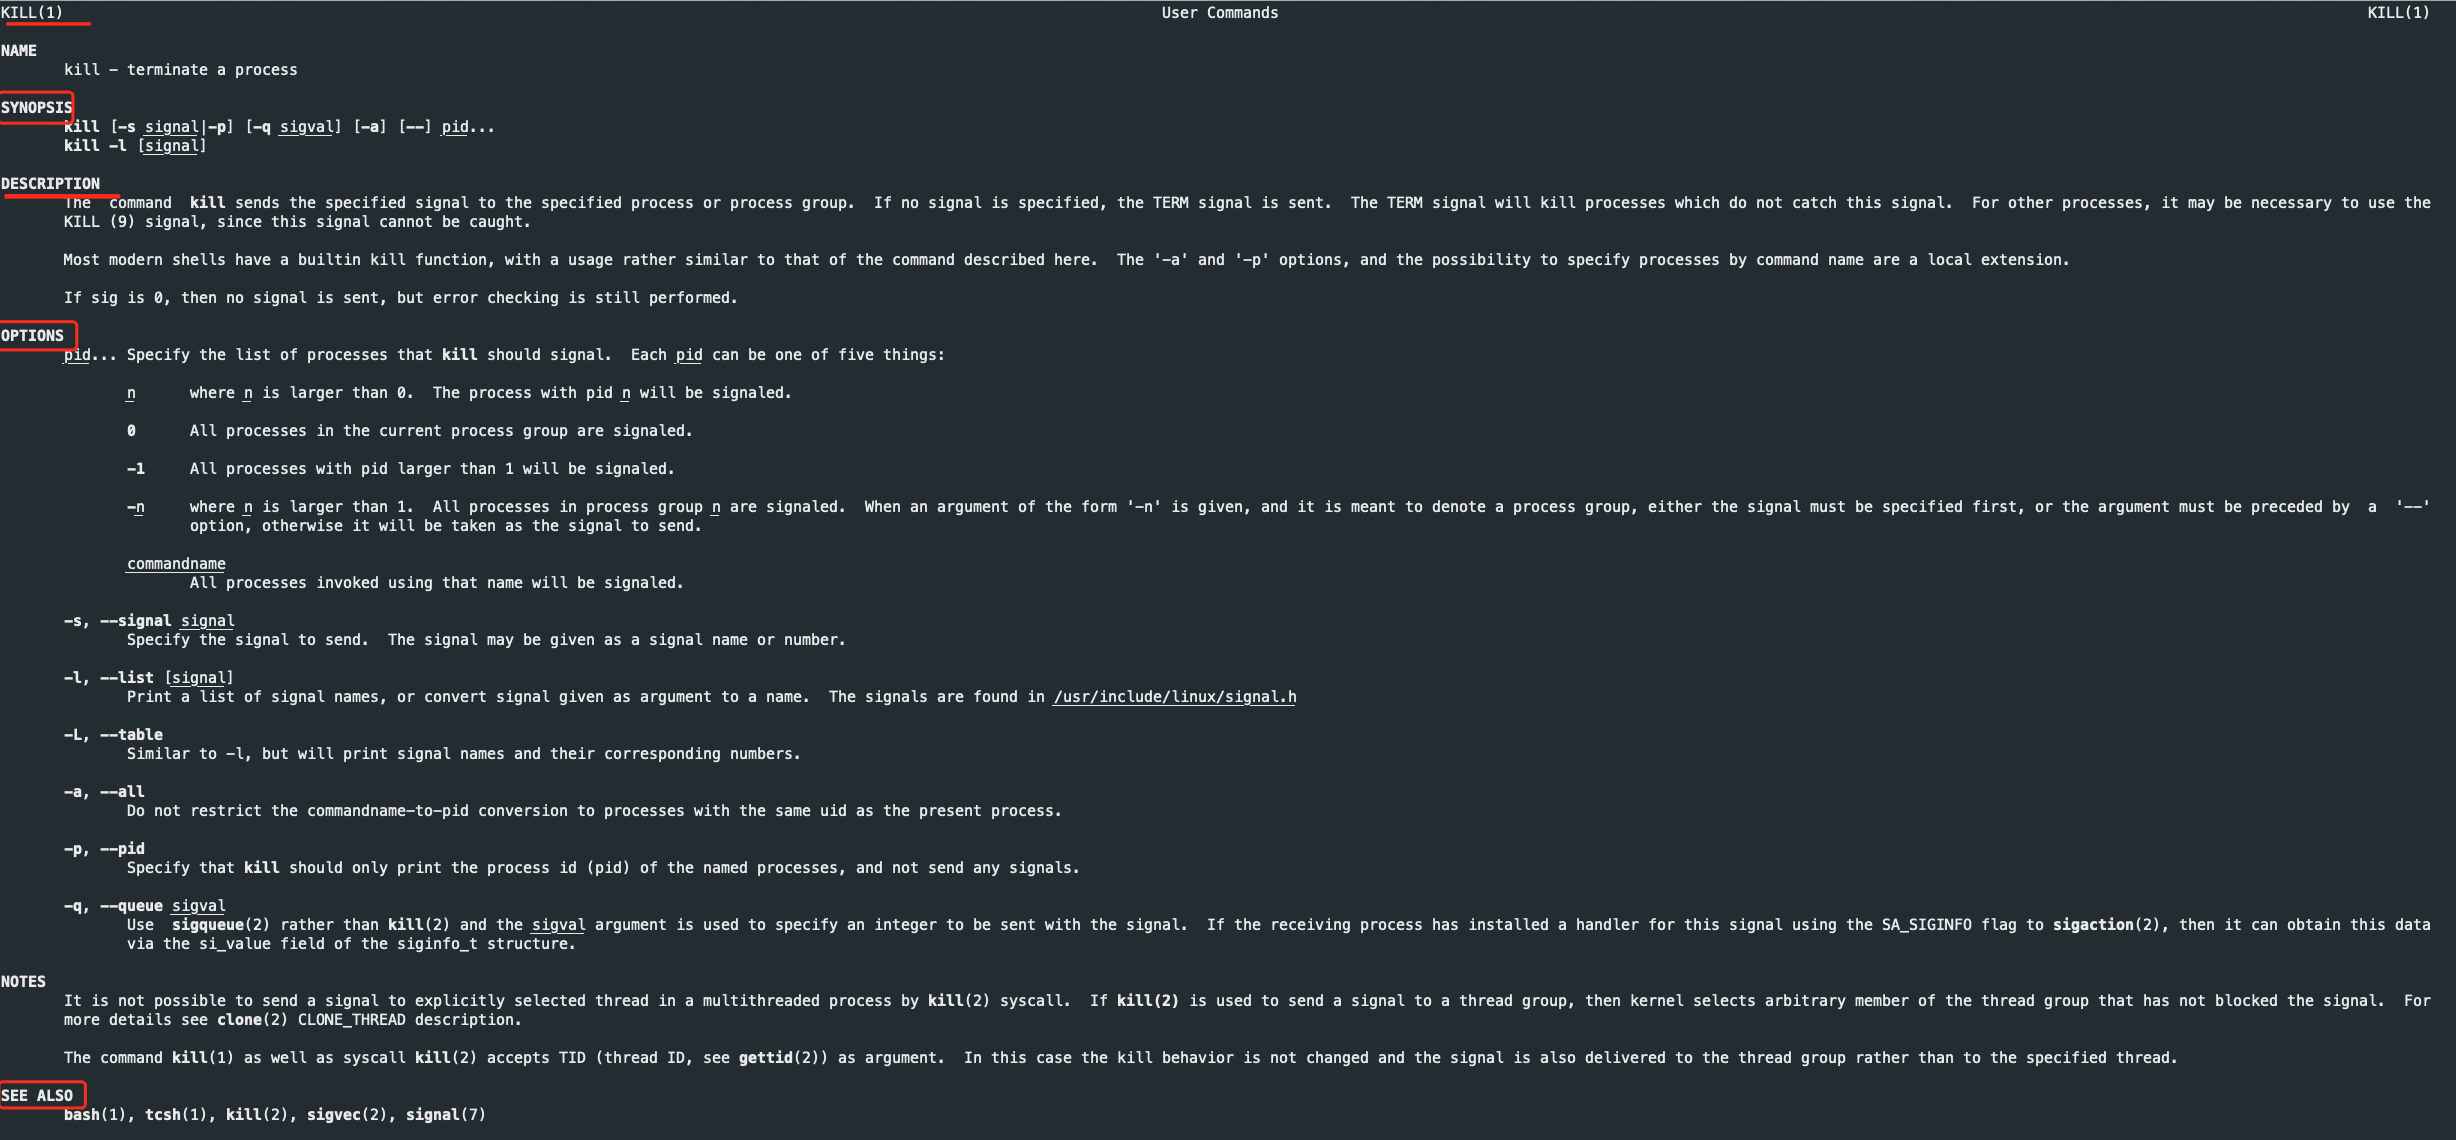 KILL(1) User Commands KILL(1)
NAME
kill - terminate a process
SYNOPSIS
kill [-s signal|-p] [-q sigval] [-a] [--] pid...
kill -l [signal]
DESCRIPTION
The command kill sends the specified signal to the specified process or process group. If no signal is specified, the TERM signal is sent. The TERM signal will kill processes which do not catch this signal. For other processes, it may be necessary to use the
KILL (9) signal, since this signal cannot be caught.
Most modern shells have a builtin kill function, with a usage rather similar to that of the command described here. The '-a' and '-p' options, and the possibility to specify processes by command name are a local extension.
If sig is 0, then no signal is sent, but error checking is still performed.
OPTIONS
pid... Specify the list of processes that kill should signal. Each pid can be one of five things:
n where n is larger than 0. The process with pid n will be signaled.
0 All processes in the current process group are signaled.
-1 All processes with pid larger than 1 will be signaled.
-n where n is larger than 1. All processes in process group n are signaled. When an argument of the form '-n' is given, and it is meant to denote a process group, either the signal must be specified first, or the argument must be preceded by a '--'
option, otherwise it will be taken as the signal to send.
commandname
All processes invoked using that name will be signaled.
-s, --signal signal
Specify the signal to send. The signal may be given as a signal name or number.
-l, --list [signal]
Print a list of signal names, or convert signal given as argument to a name. The signals are found in /usr/include/linux/signal.h
-L, --table
Similar to -l, but will print signal names and their corresponding numbers.
-a, --all
Do not restrict the commandname-to-pid conversion to processes with the same uid as the present process.
-p, --pid
Specify that kill should only print the process id (pid) of the named processes, and not send any signals.
-q, --queue sigval
Use sigqueue(2) rather than kill(2) and the sigval argument is used to specify an integer to be sent with the signal. If the receiving process has installed a handler for this signal using the SA_SIGINFO flag to sigaction(2), then it can obtain this data
via the si_value field of the siginfo_t structure.
NOTES
It is not possible to send a signal to explicitly selected thread in a multithreaded process by kill(2) syscall. If kill(2) is used to send a signal to a thread group, then kernel selects arbitrary member of the thread group that has not blocked the signal. For
more details see clone(2) CLONE_THREAD description.
The command kill(1) as well as syscall kill(2) accepts TID (thread ID, see gettid(2)) as argument. In this case the kill behavior is not changed and the signal is also delivered to the thread group rather than to the specified thread.
SEE ALSO
bash(1), tcsh(1), kill(2), sigvec(2), signal(7)